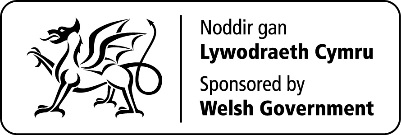 Noddir gan
Lywodraeth Cymru
Sponsored by
Welsh Government